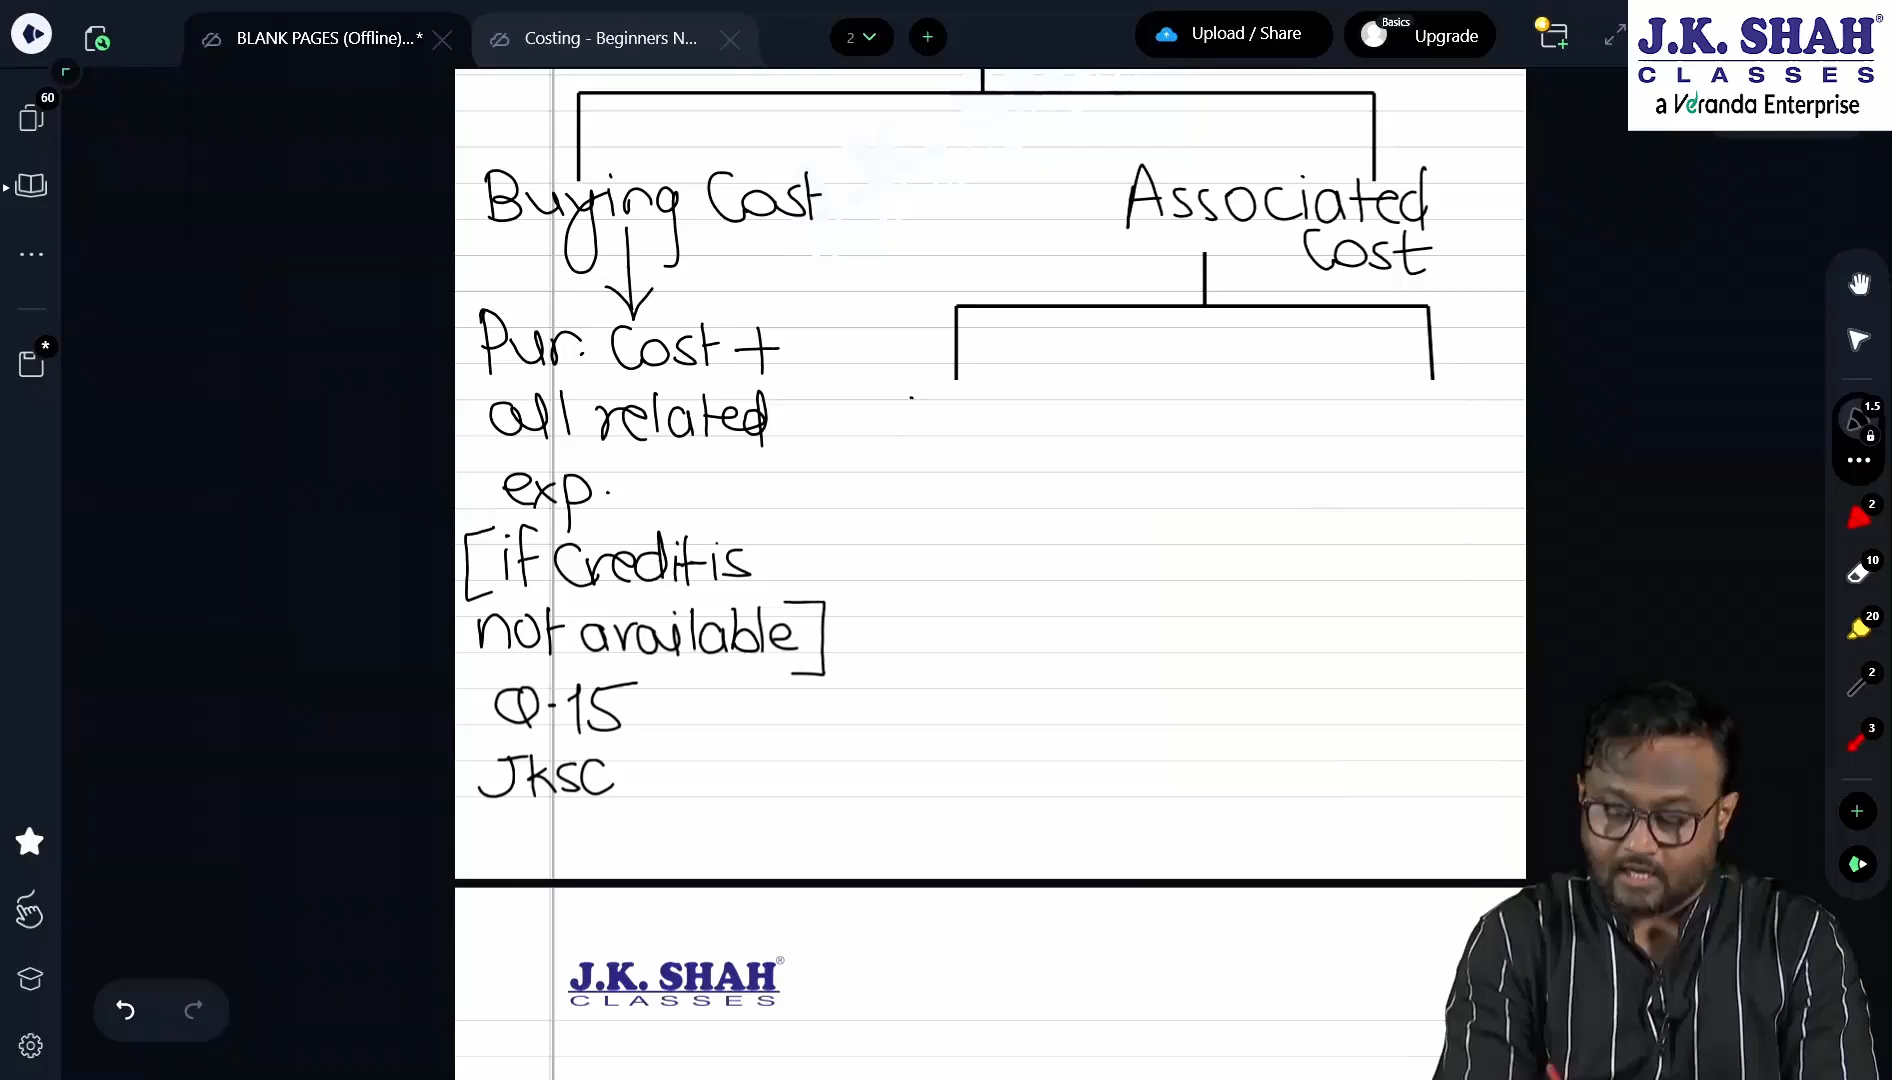 BLANK PAGES (Offline)...*
Costing - Beginners N...
2
Upload / Share
Basics
Upgrade
J.K. SHAH®
CLASSES
a Veranda Enterprise
60
Buying Cost
Associated
Cost
Pur. Cost +
all related
exp.
[if Credit is
not available]
Q.15
JKSC
1.5
2
10
20
2
3
J.K. SHAH®
CLASSES